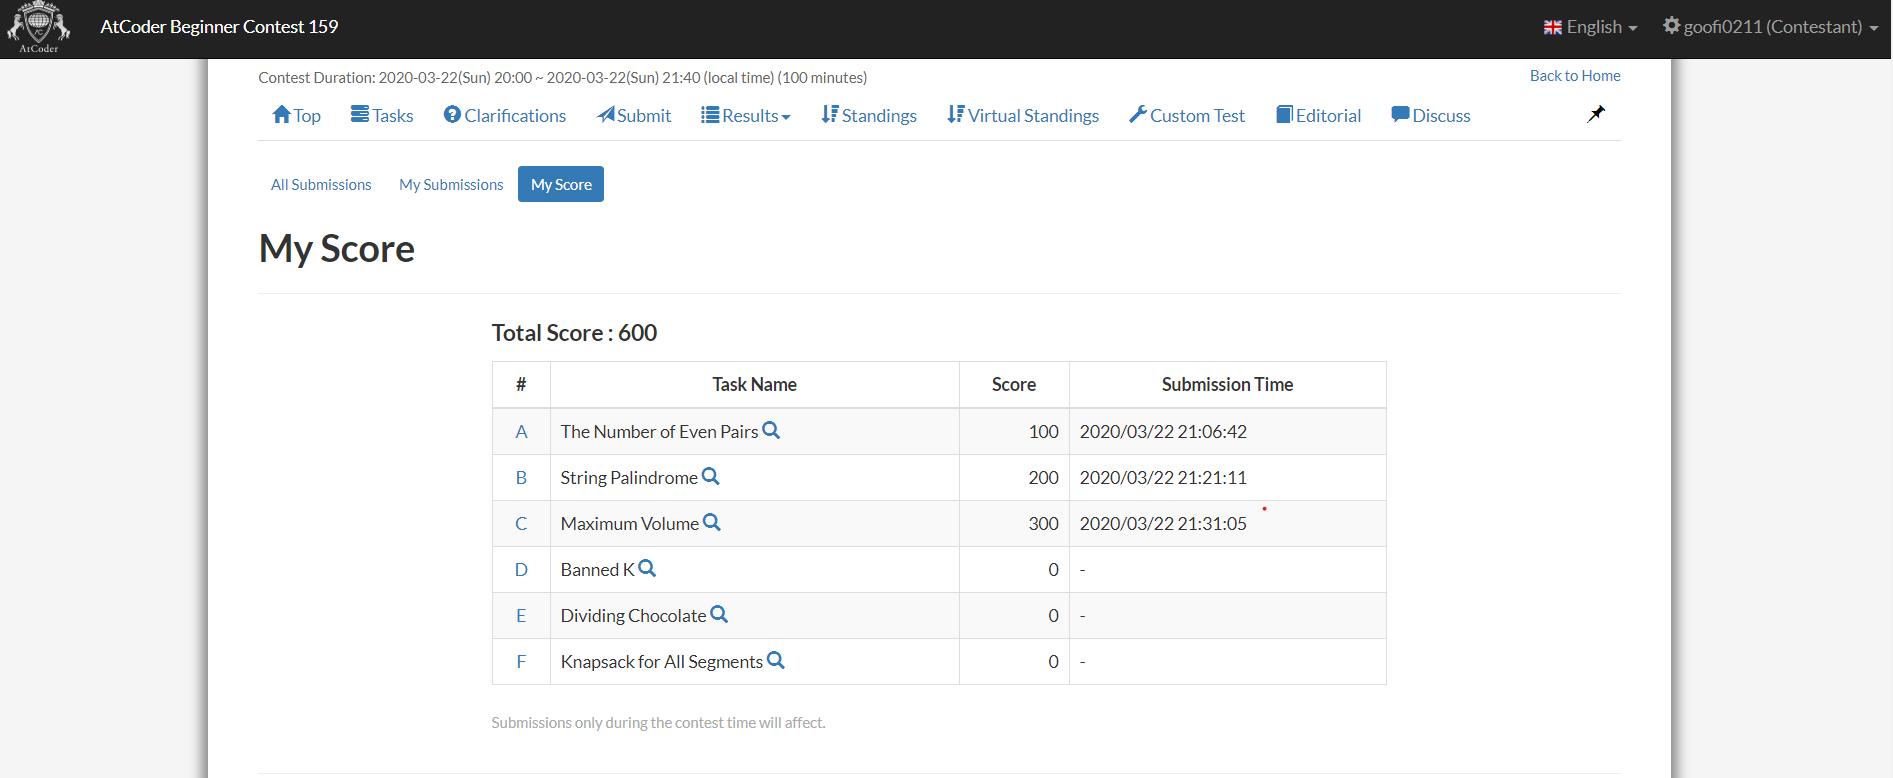 AtCoder
AtCoder Beginner Contest 159
English
goofi0211 (Contestant)
Contest Duration: 2020-03-22(Sun) 20:00 ~ 2020-03-22(Sun) 21:40 (local time) (100 minutes)
Back to Home
Top Tasks Clarifications Submit Results Standings Virtual Standings Custom Test Editorial Discuss
All Submissions My Submissions My Score
My Score
Total Score : 600
# Task Name Score Submission Time
A The Number of Even Pairs 100 2020/03/22 21:06:42
B String Palindrome 200 2020/03/22 21:21:11
C Maximum Volume 300 2020/03/22 21:31:05
D Banned K 0 -
E Dividing Chocolate 0 -
F Knapsack for All Segments 0 -
Submissions only during the contest time will affect.